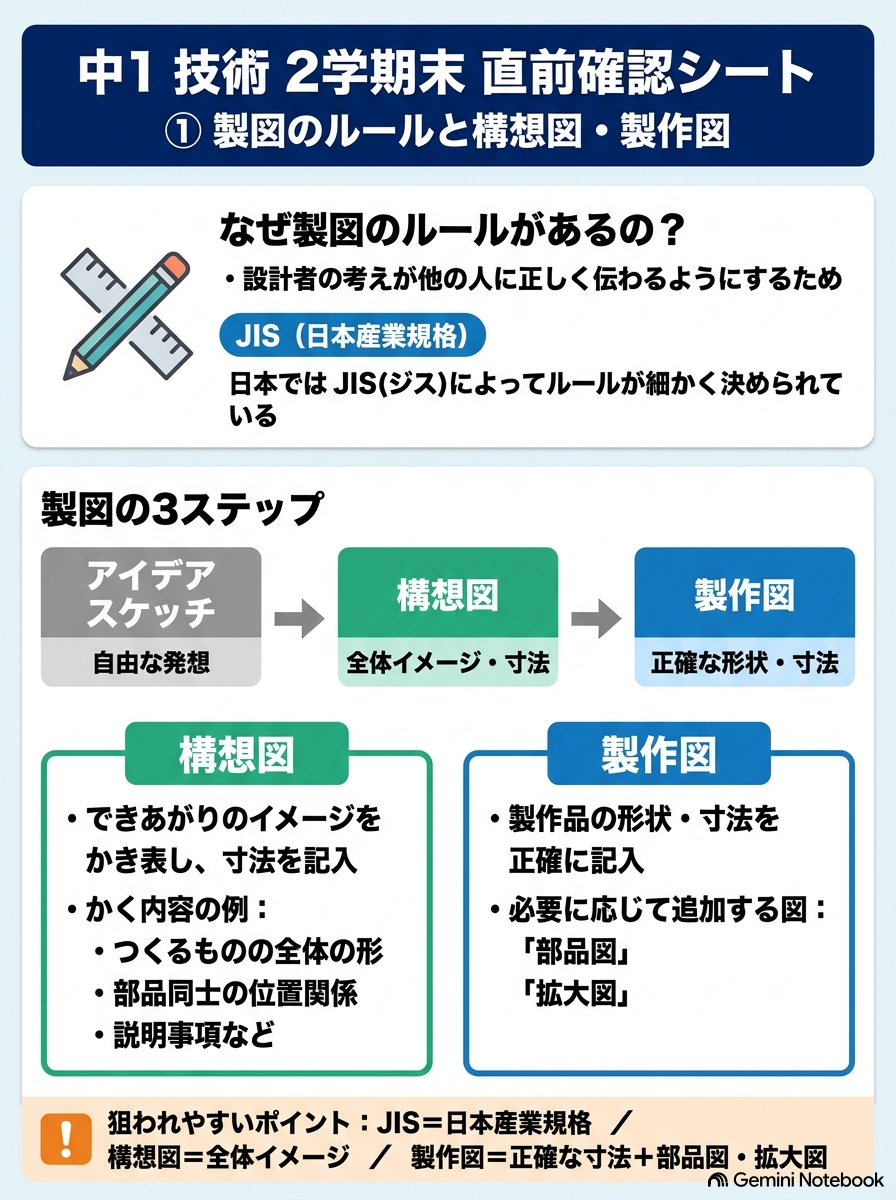 中1 技術 2学期末 直前確認シート
① 製図のルールと構想図・製作図
なぜ製図のルールがあるの？
・設計者の考えが他の人に正しく伝わるようにするため
JIS（日本産業規格）
日本では JIS(ジス)によってルールが細かく決められて
いる
製図の3ステップ
アイデア
スケッチ
自由な発想
構想図
全体イメージ・寸法
製作図
正確な形状・寸法
構想図
・できあがりのイメージを
かき表し、寸法を記入
・かく内容の例：
・つくるものの全体の形
・部品同士の位置関係
・説明事項など
製作図
・製作品の形状・寸法を
正確に記入
・必要に応じて追加する図：
「部品図」
「拡大図」
!
狙われやすいポイント：JIS＝日本産業規格 ／
構想図＝全体イメージ ／ 製作図＝正確な寸法＋部品図・拡大図
Gemini Notebook